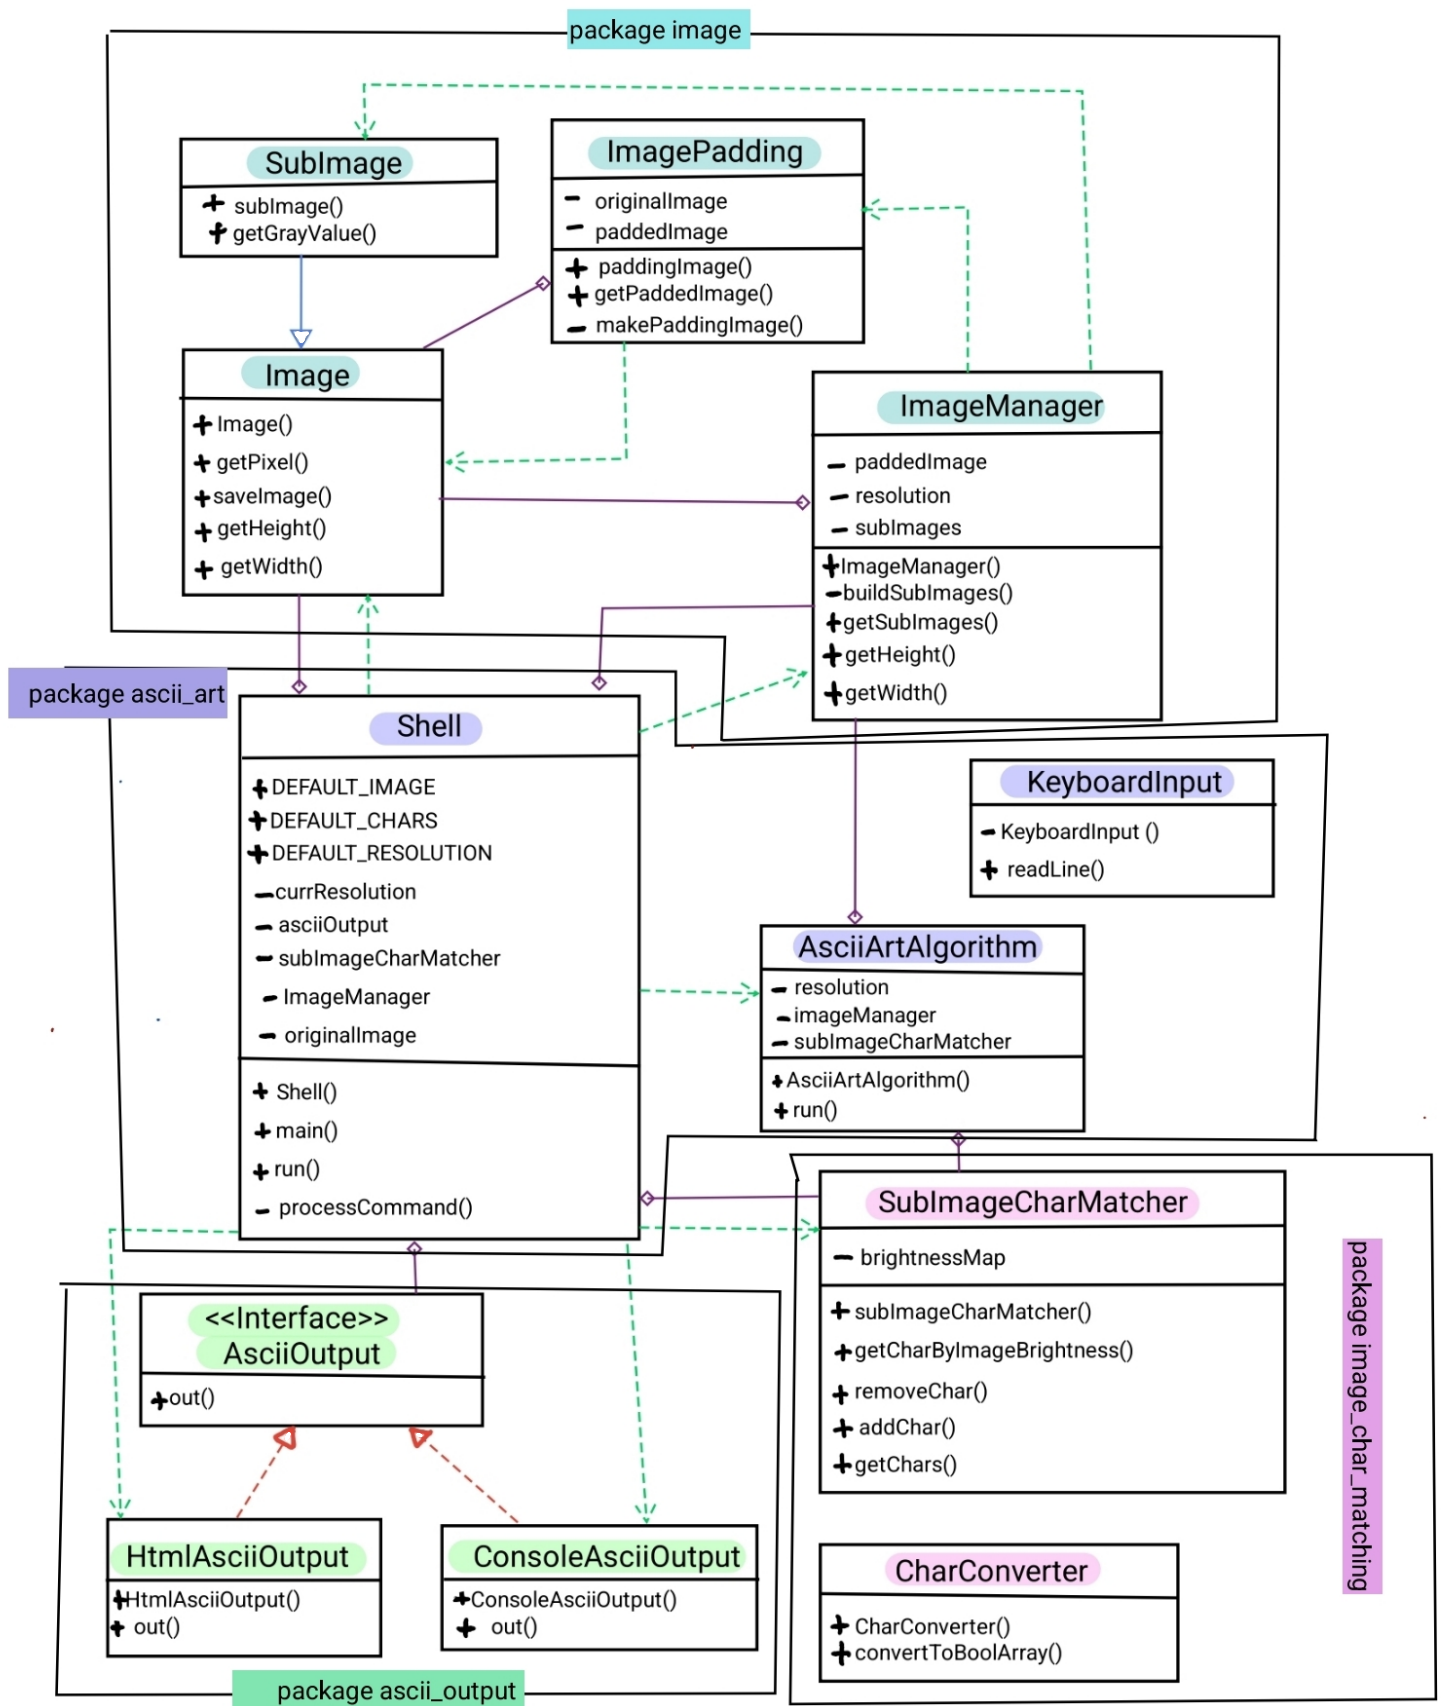 package image
SubImage
+ subImage()
+ getGrayValue()
ImagePadding
- originalImage
- paddedImage
+ paddingImage()
+ getPaddedImage()
- makePaddingImage()
Image
+ Image()
+ getPixel()
+ saveImage()
+ getHeight()
+ getWidth()
ImageManager
- paddedImage
- resolution
- subImages
+ ImageManager()
- buildSubImages()
+ getSubImages()
+ getHeight()
+ getWidth()
package ascii_art
Shell
+ DEFAULT_IMAGE
+ DEFAULT_CHARS
+ DEFAULT_RESOLUTION
- currResolution
- asciiOutput
- subImageCharMatcher
- ImageManager
- originalImage
+ Shell()
+ main()
+ run()
- processCommand()
KeyboardInput
- KeyboardInput ()
+ readLine()
AsciiArtAlgorithm
- resolution
- imageManager
- subImageCharMatcher
+ AsciiArtAlgorithm()
+ run()
SubImageCharMatcher
- brightnessMap
+ subImageCharMatcher()
+ getCharByImageBrightness()
+ removeChar()
+ addChar()
+ getChars()
package image_char_matching
CharConverter
+ CharConverter()
+ convertToBoolArray()
<<Interface>>
AsciiOutput
+ out()
HtmlAsciiOutput
+ HtmlAsciiOutput()
+ out()
ConsoleAsciiOutput
+ ConsoleAsciiOutput()
+ out()
package ascii_output